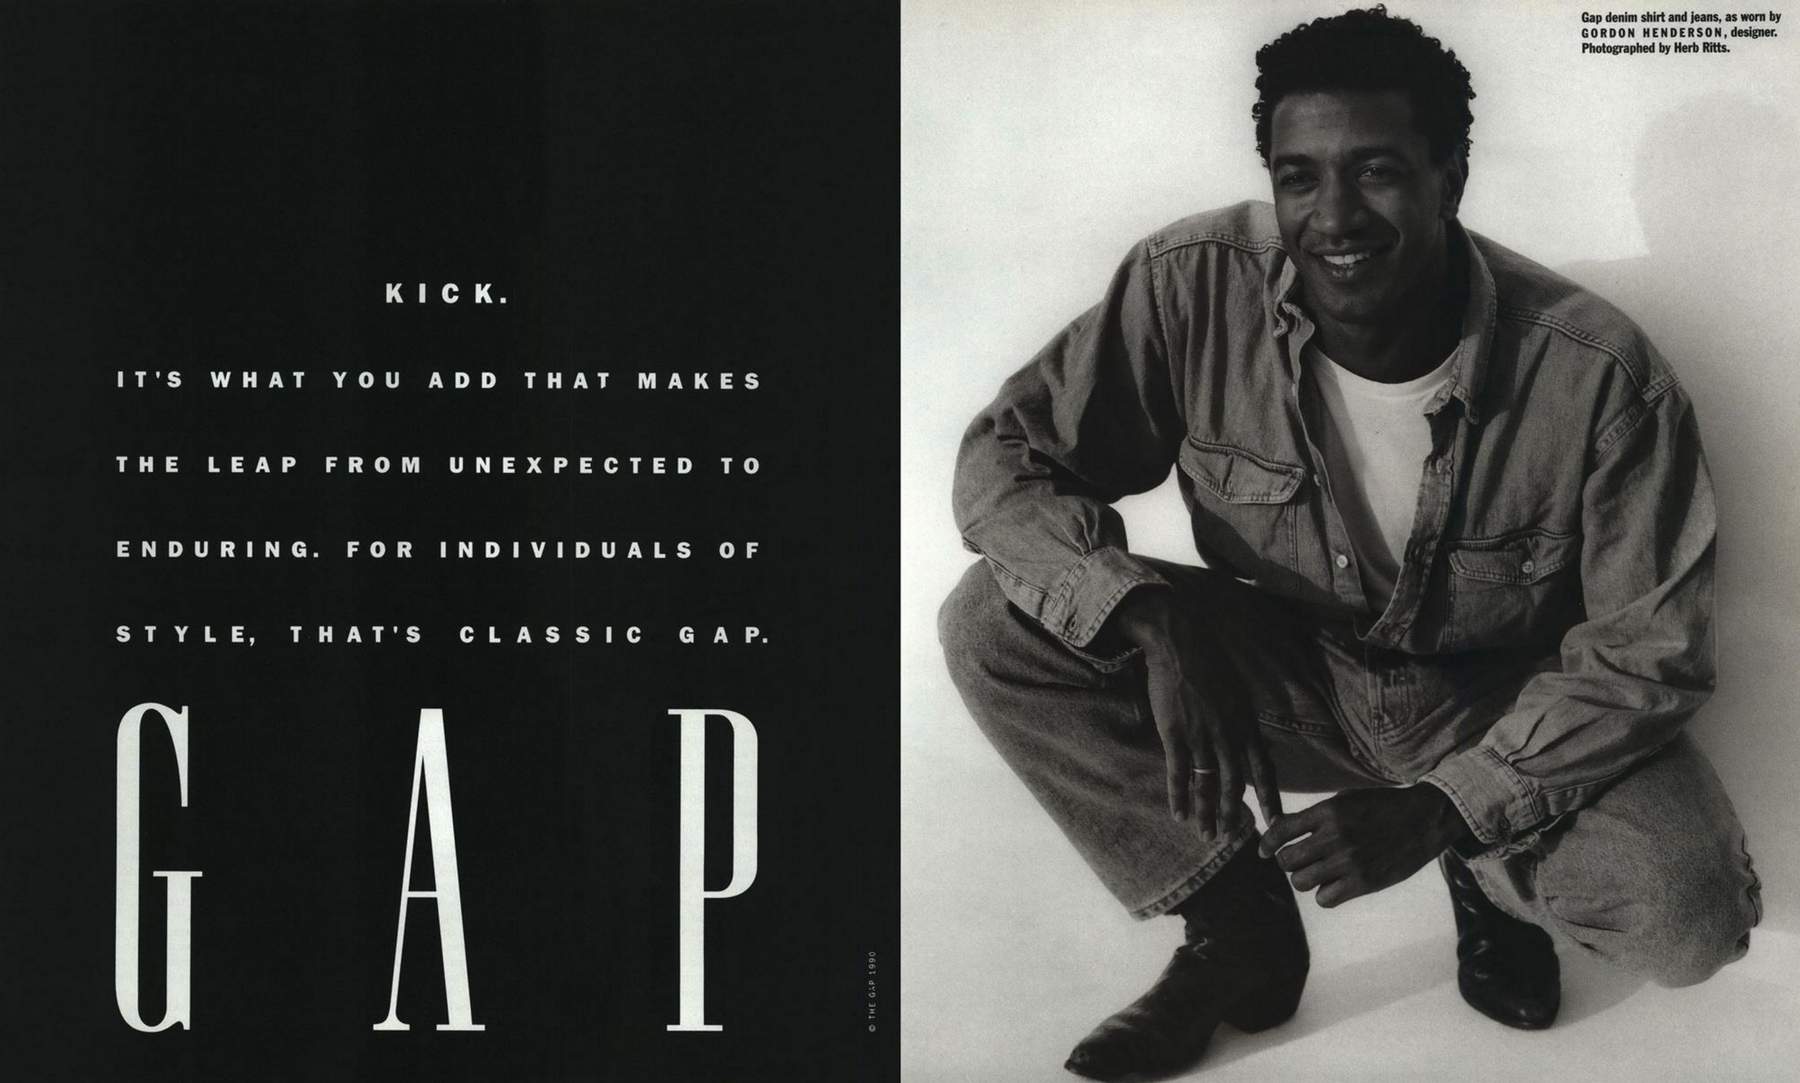 KICK.
IT'S WHAT YOU ADD THAT MAKES
THE LEAP FROM UNEXPECTED TO
ENDURING. FOR INDIVIDUALS OF
STYLE, THAT'S CLASSIC GAP.
GAP
© THE GAP 1990
Gap denim shirt and jeans, as worn by
GORDON HENDERSON, designer.
Photographed by Herb Ritts.